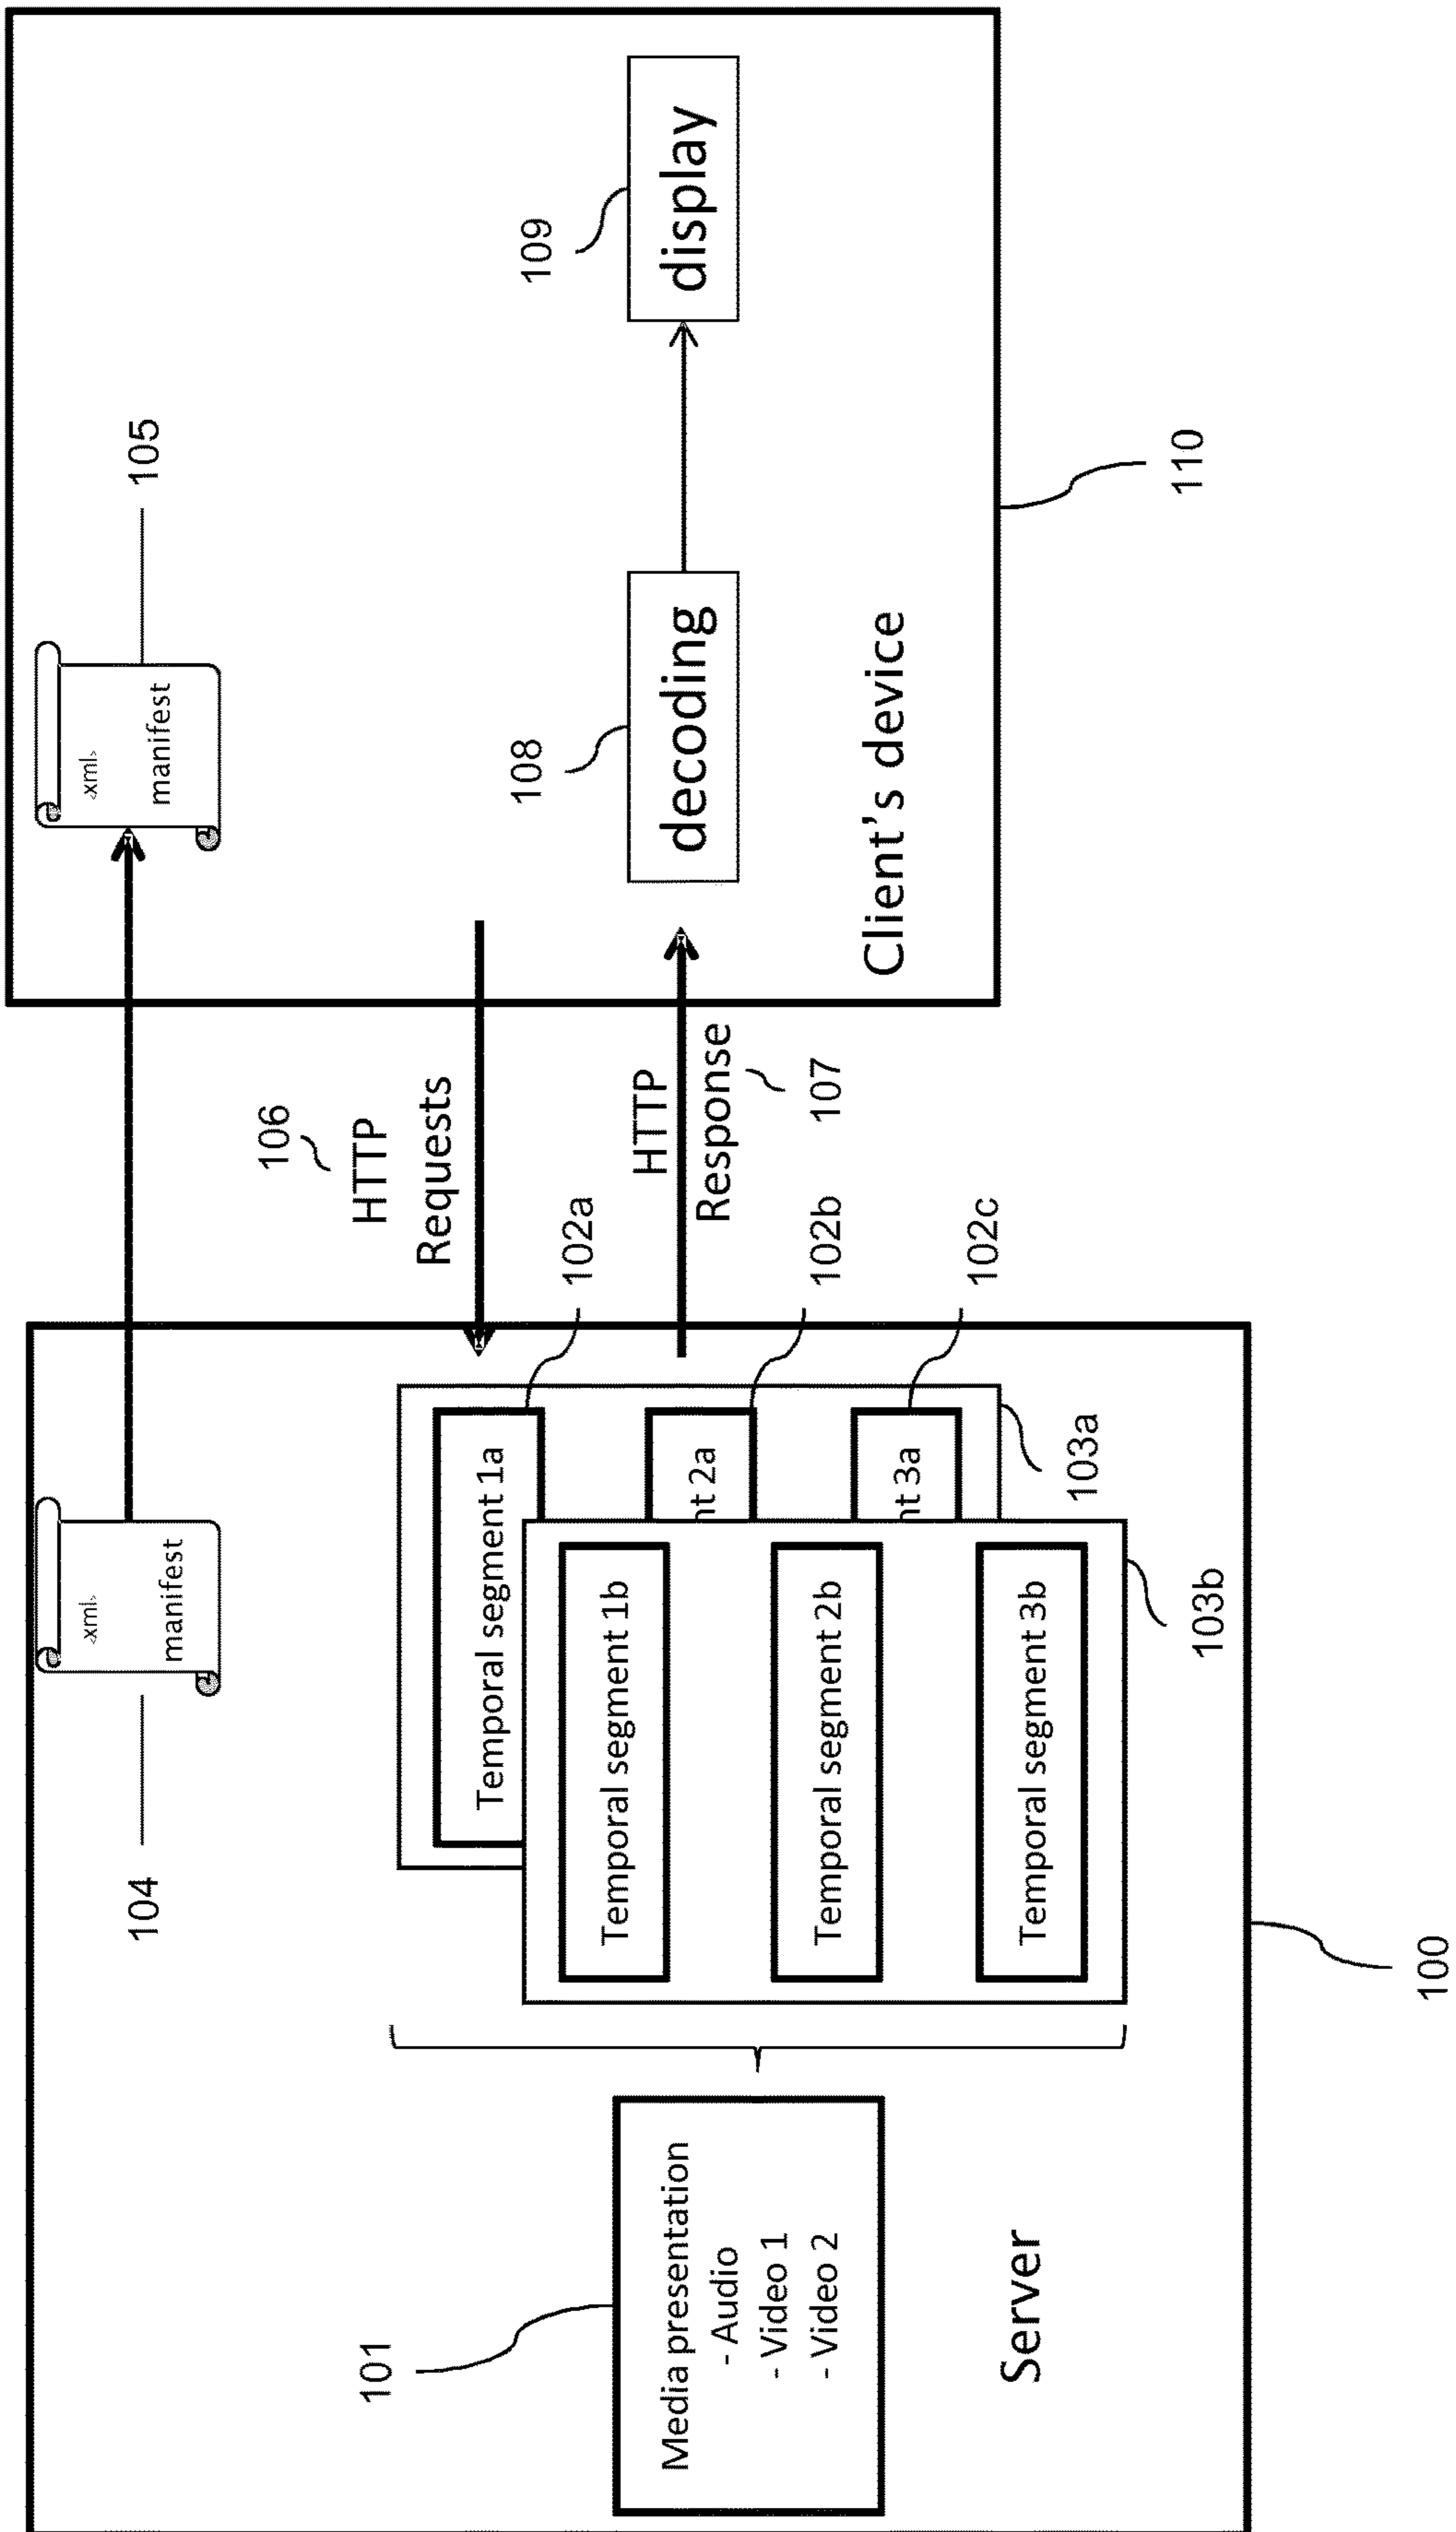 104
<xml>
manifest
<xml>
manifest
105
101
Media presentation
- Audio
- Video 1
- Video 2
Server
Temporal segment 1a
nt 2a
nt 3a
Temporal segment 1b
Temporal segment 2b
Temporal segment 3b
102a
102b
102c
103a
103b
100
106
HTTP
Requests
HTTP
Response
107
108
decoding
109
display
Client's device
110